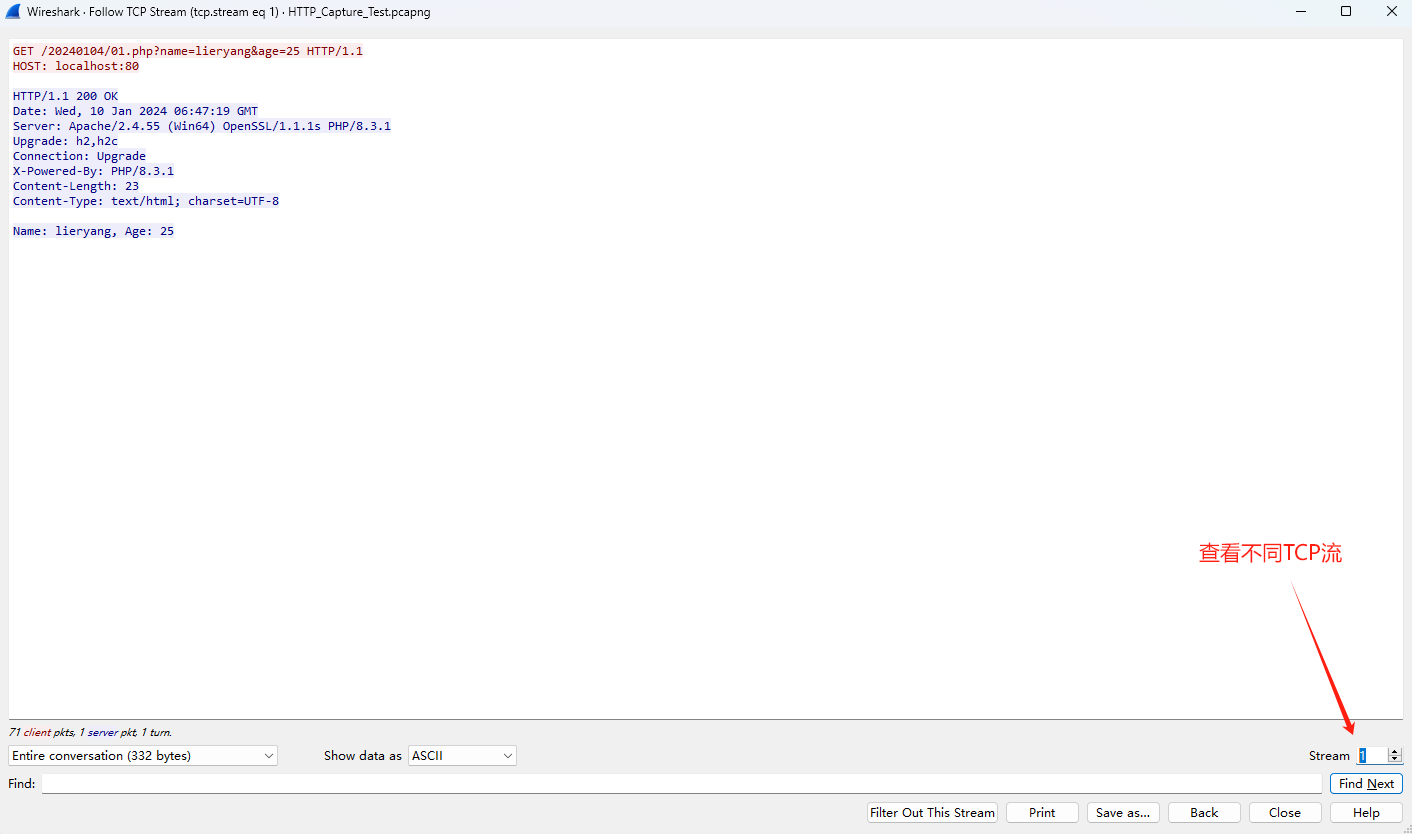 Wireshark · Follow TCP Stream (tcp.stream eq 1) · HTTP_Capture_Test.pcapng
GET /20240104/01.php?name=lieryang&age=25 HTTP/1.1
HOST: localhost:80
HTTP/1.1 200 OK
Date: Wed, 10 Jan 2024 06:47:19 GMT
Server: Apache/2.4.55 (Win64) OpenSSL/1.1.1s PHP/8.3.1
Upgrade: h2,h2c
Connection: Upgrade
X-Powered-By: PHP/8.3.1
Content-Length: 23
Content-Type: text/html; charset=UTF-8
Name: lieryang, Age: 25
查看不同TCP流
71 client pkts, 1 server pkt, 1 turn.
Entire conversation (332 bytes) Show data as ASCII Stream 1
Find: Find Next
Filter Out This Stream Print Save as... Back Close Help